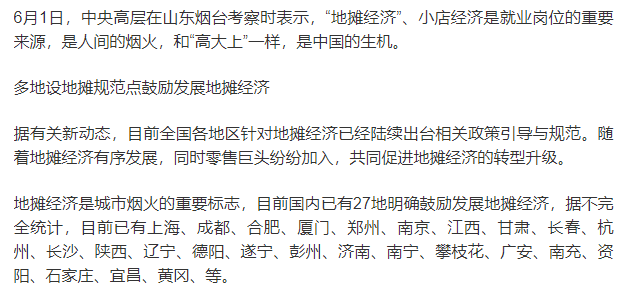 6月1日，中央高层在山东烟台考察时表示，“地摊经济”、小店经济是就业岗位的重要
来源，是人间的烟火，和“高大上”一样，是中国的生机。
多地设地摊规范点鼓励发展地摊经济
据有关新动态，目前全国各地区针对地摊经济已经陆续出台相关政策引导与规范。随
着地摊经济有序发展，同时零售巨头纷纷加入，共同促进地摊经济的转型升级。
地摊经济是城市烟火的重要标志，目前国内已有27地明确鼓励发展地摊经济，据不完
全统计，目前已有上海、成都、合肥、厦门、郑州、南京、江西、甘肃、长春、杭
州、长沙、陕西、辽宁、德阳、遂宁、彭州、济南、南宁、攀枝花、广安、南充、资
阳、石家庄、宜昌、黄冈、等。